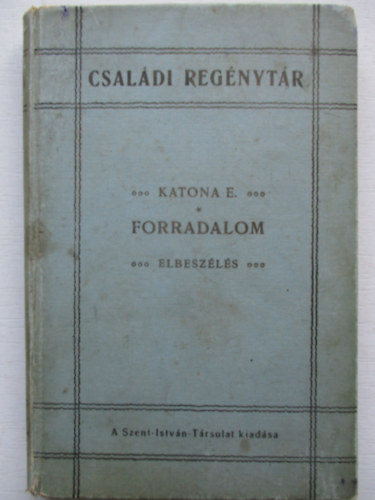 CSALÁDI REGÉNYTÁR
°°° KATONA E. °°°
*
FORRADALOM
°°° ELBESZÉLÉS °°°
A Szent-István-Társulat kiadása